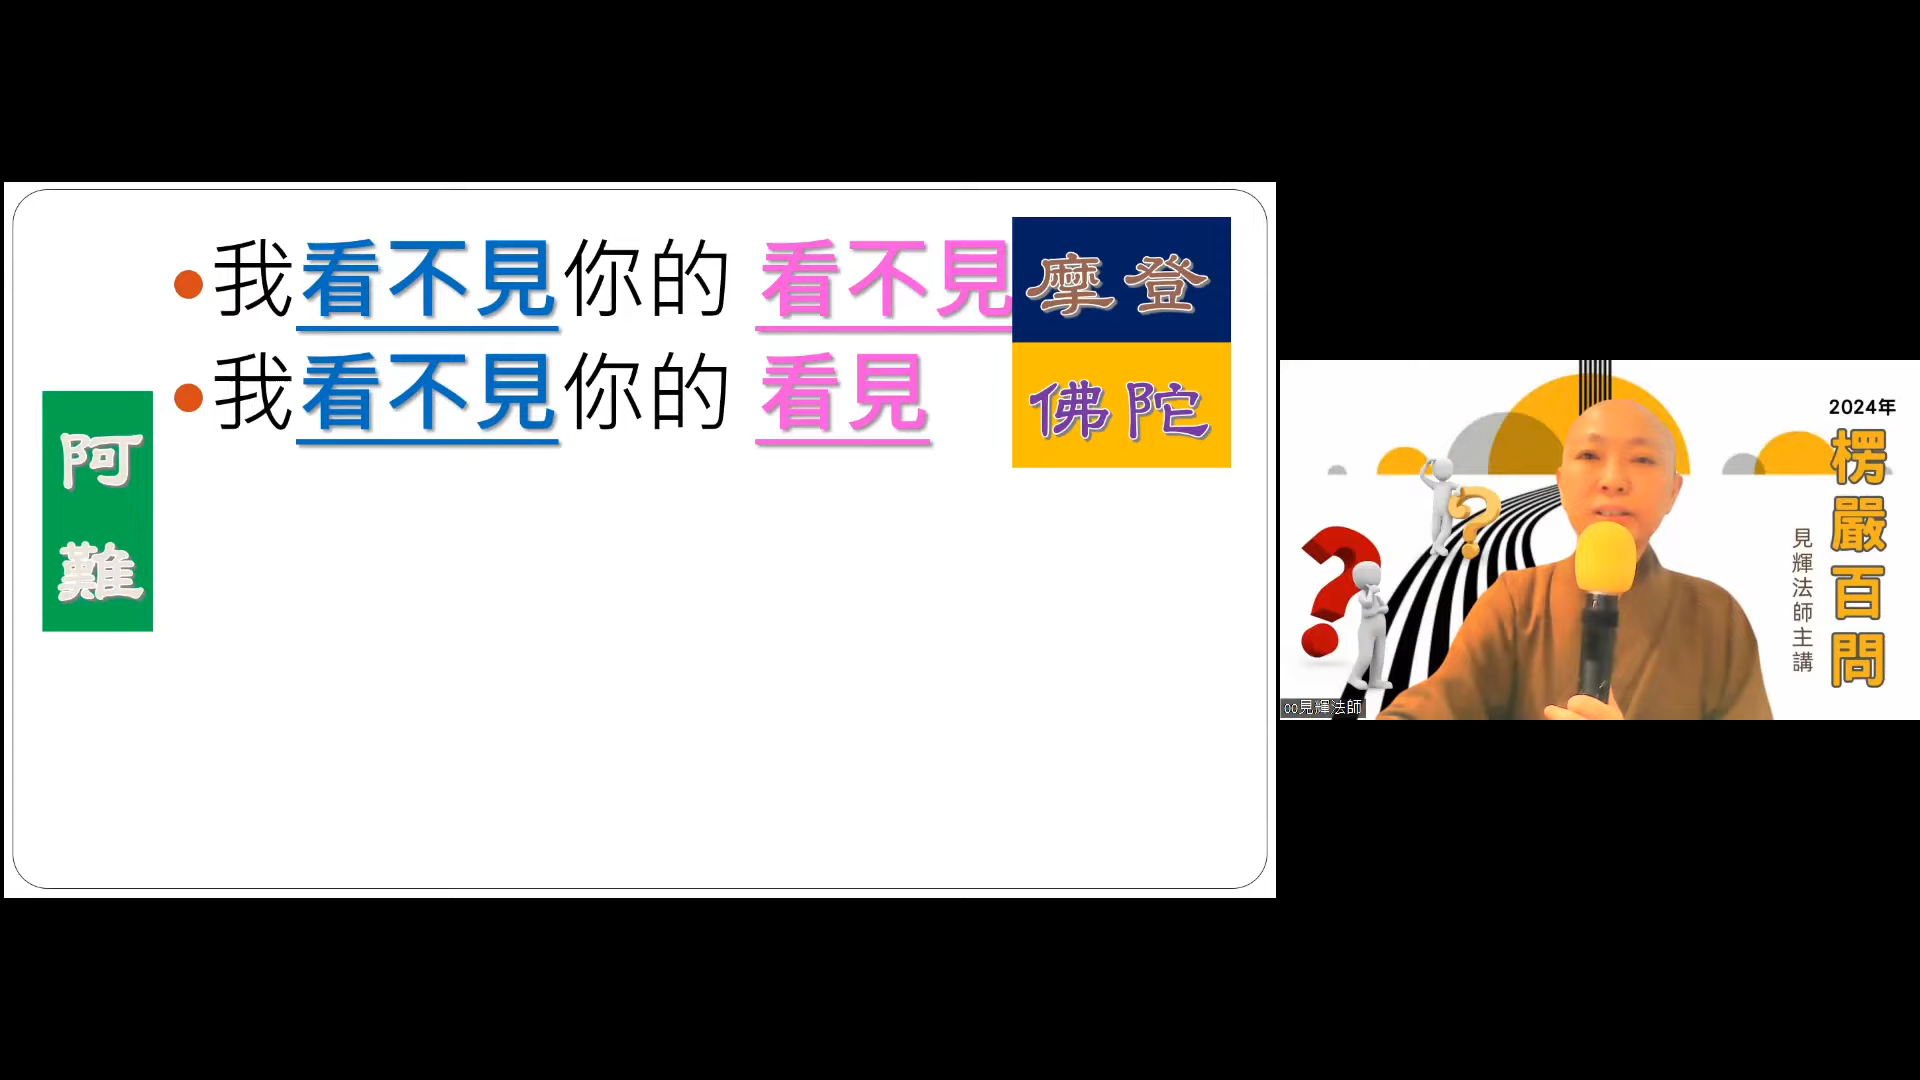 我看不見你的 看不見
摩登
我看不見你的 看見
佛陀
阿難
2024年
楞嚴百問
見輝法師主講
oo見輝法師